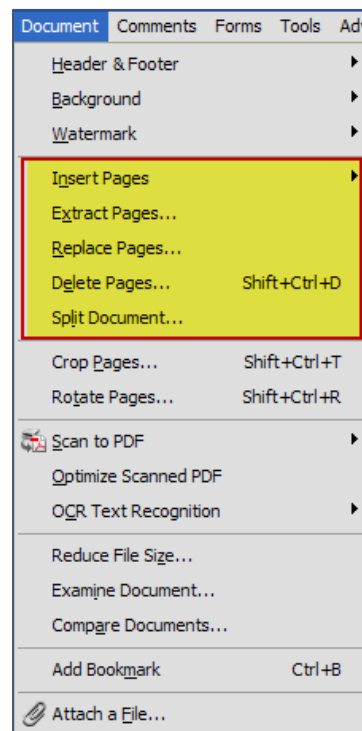 Document Comments Forms Tools Ad
Header & Footer
Background
Watermark
Insert Pages
Extract Pages...
Replace Pages...
Delete Pages... Shift+Ctrl+D
Split Document...
Crop Pages... Shift+Ctrl+T
Rotate Pages... Shift+Ctrl+R
Scan to PDF
Optimize Scanned PDF
OCR Text Recognition
Reduce File Size...
Examine Document...
Compare Documents...
Add Bookmark Ctrl+B
Attach a File...